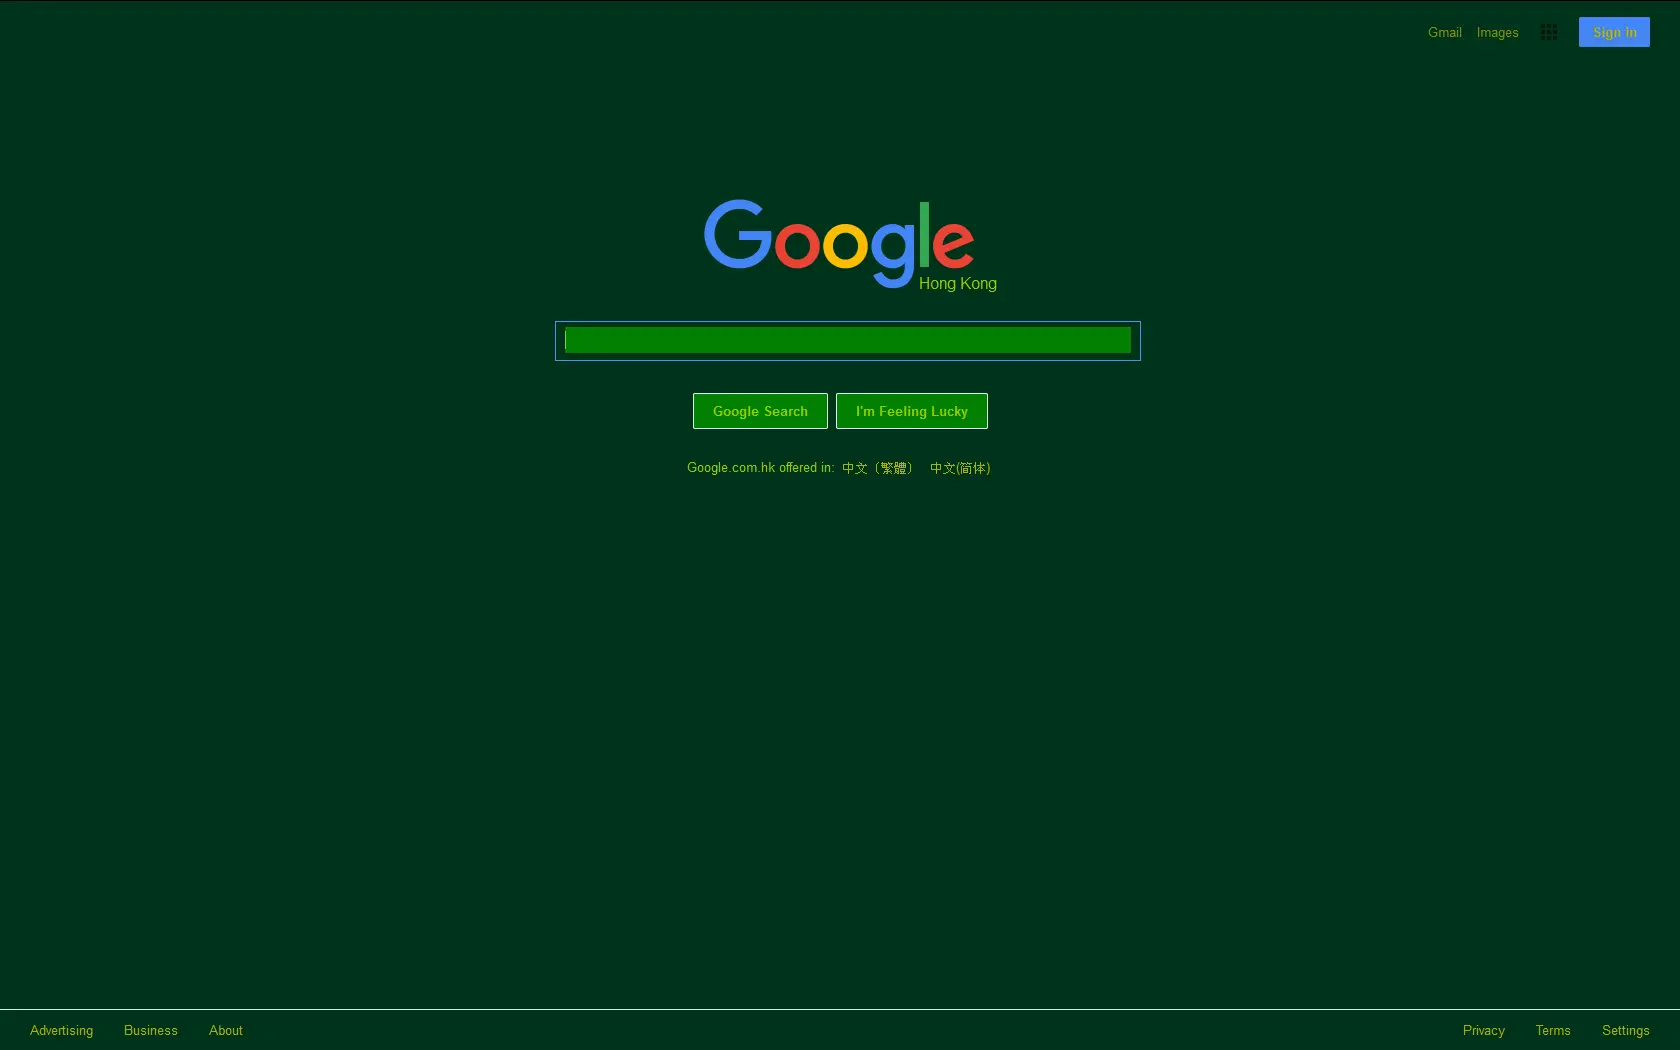 Gmail Images Sign in
Google
Hong Kong
Google Search I'm Feeling Lucky
Google.com.hk offered in: 中文（繁體） 中文(简体)
Advertising Business About Privacy Terms Settings